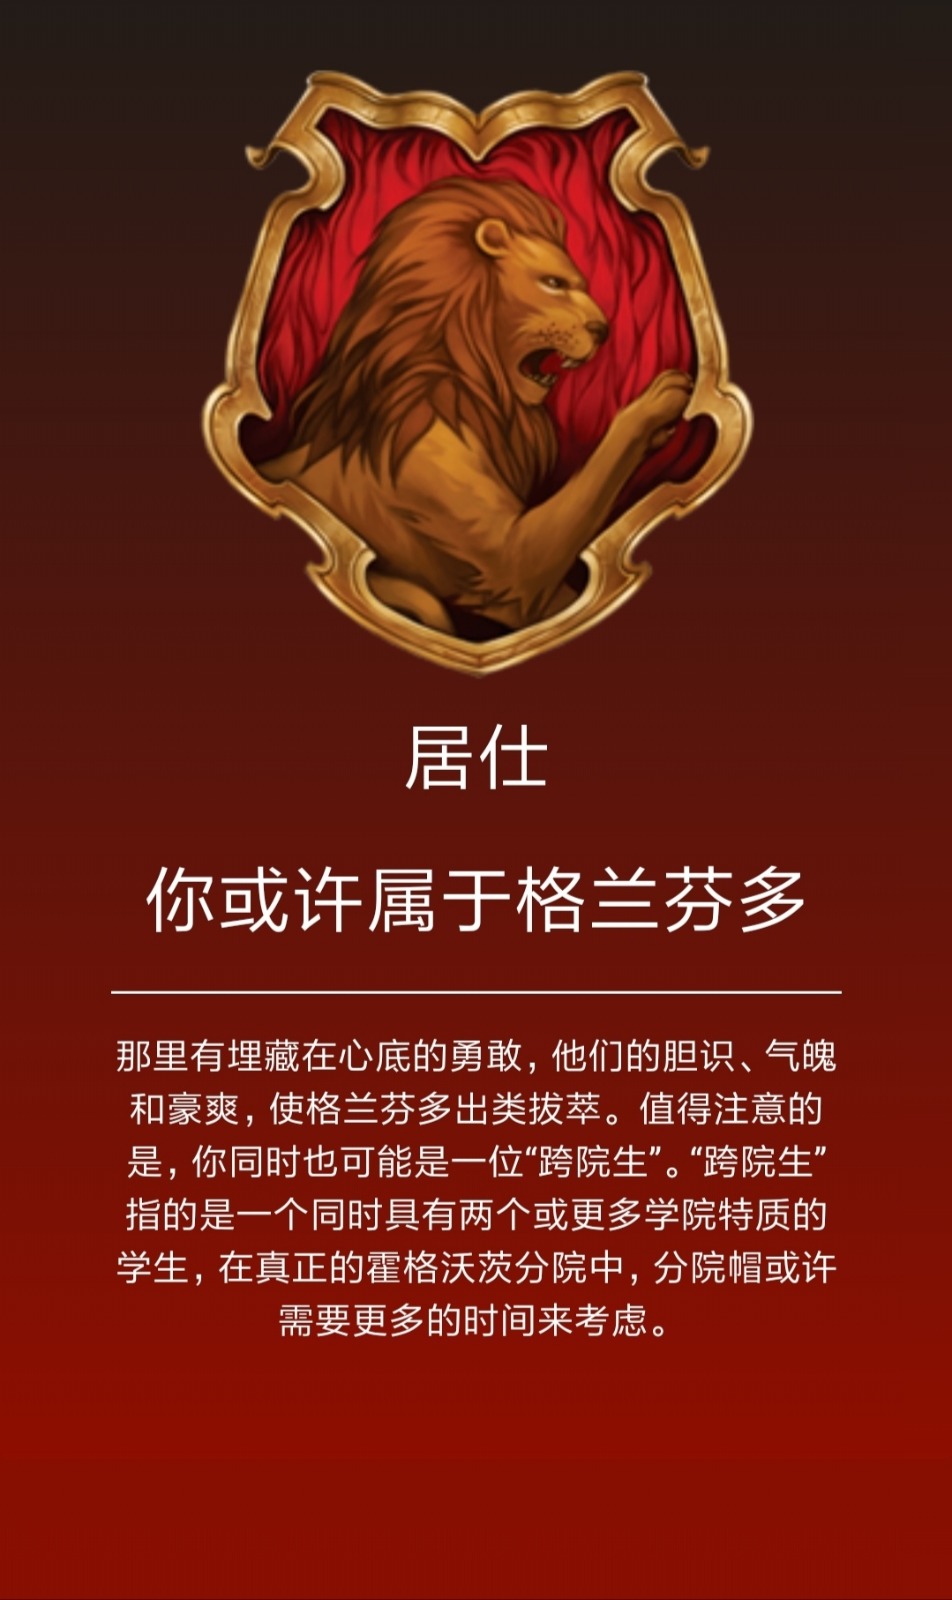 居仕
你或许属于格兰芬多
那里有埋藏在心底的勇敢，他们的胆识、气魄
和豪爽，使格兰芬多出类拔萃。值得注意的
是，你同时也可能是一位“跨院生”。“跨院生”
指的是一个同时具有两个或更多学院特质的
学生，在真正的霍格沃茨分院中，分院帽或许
需要更多的时间来考虑。